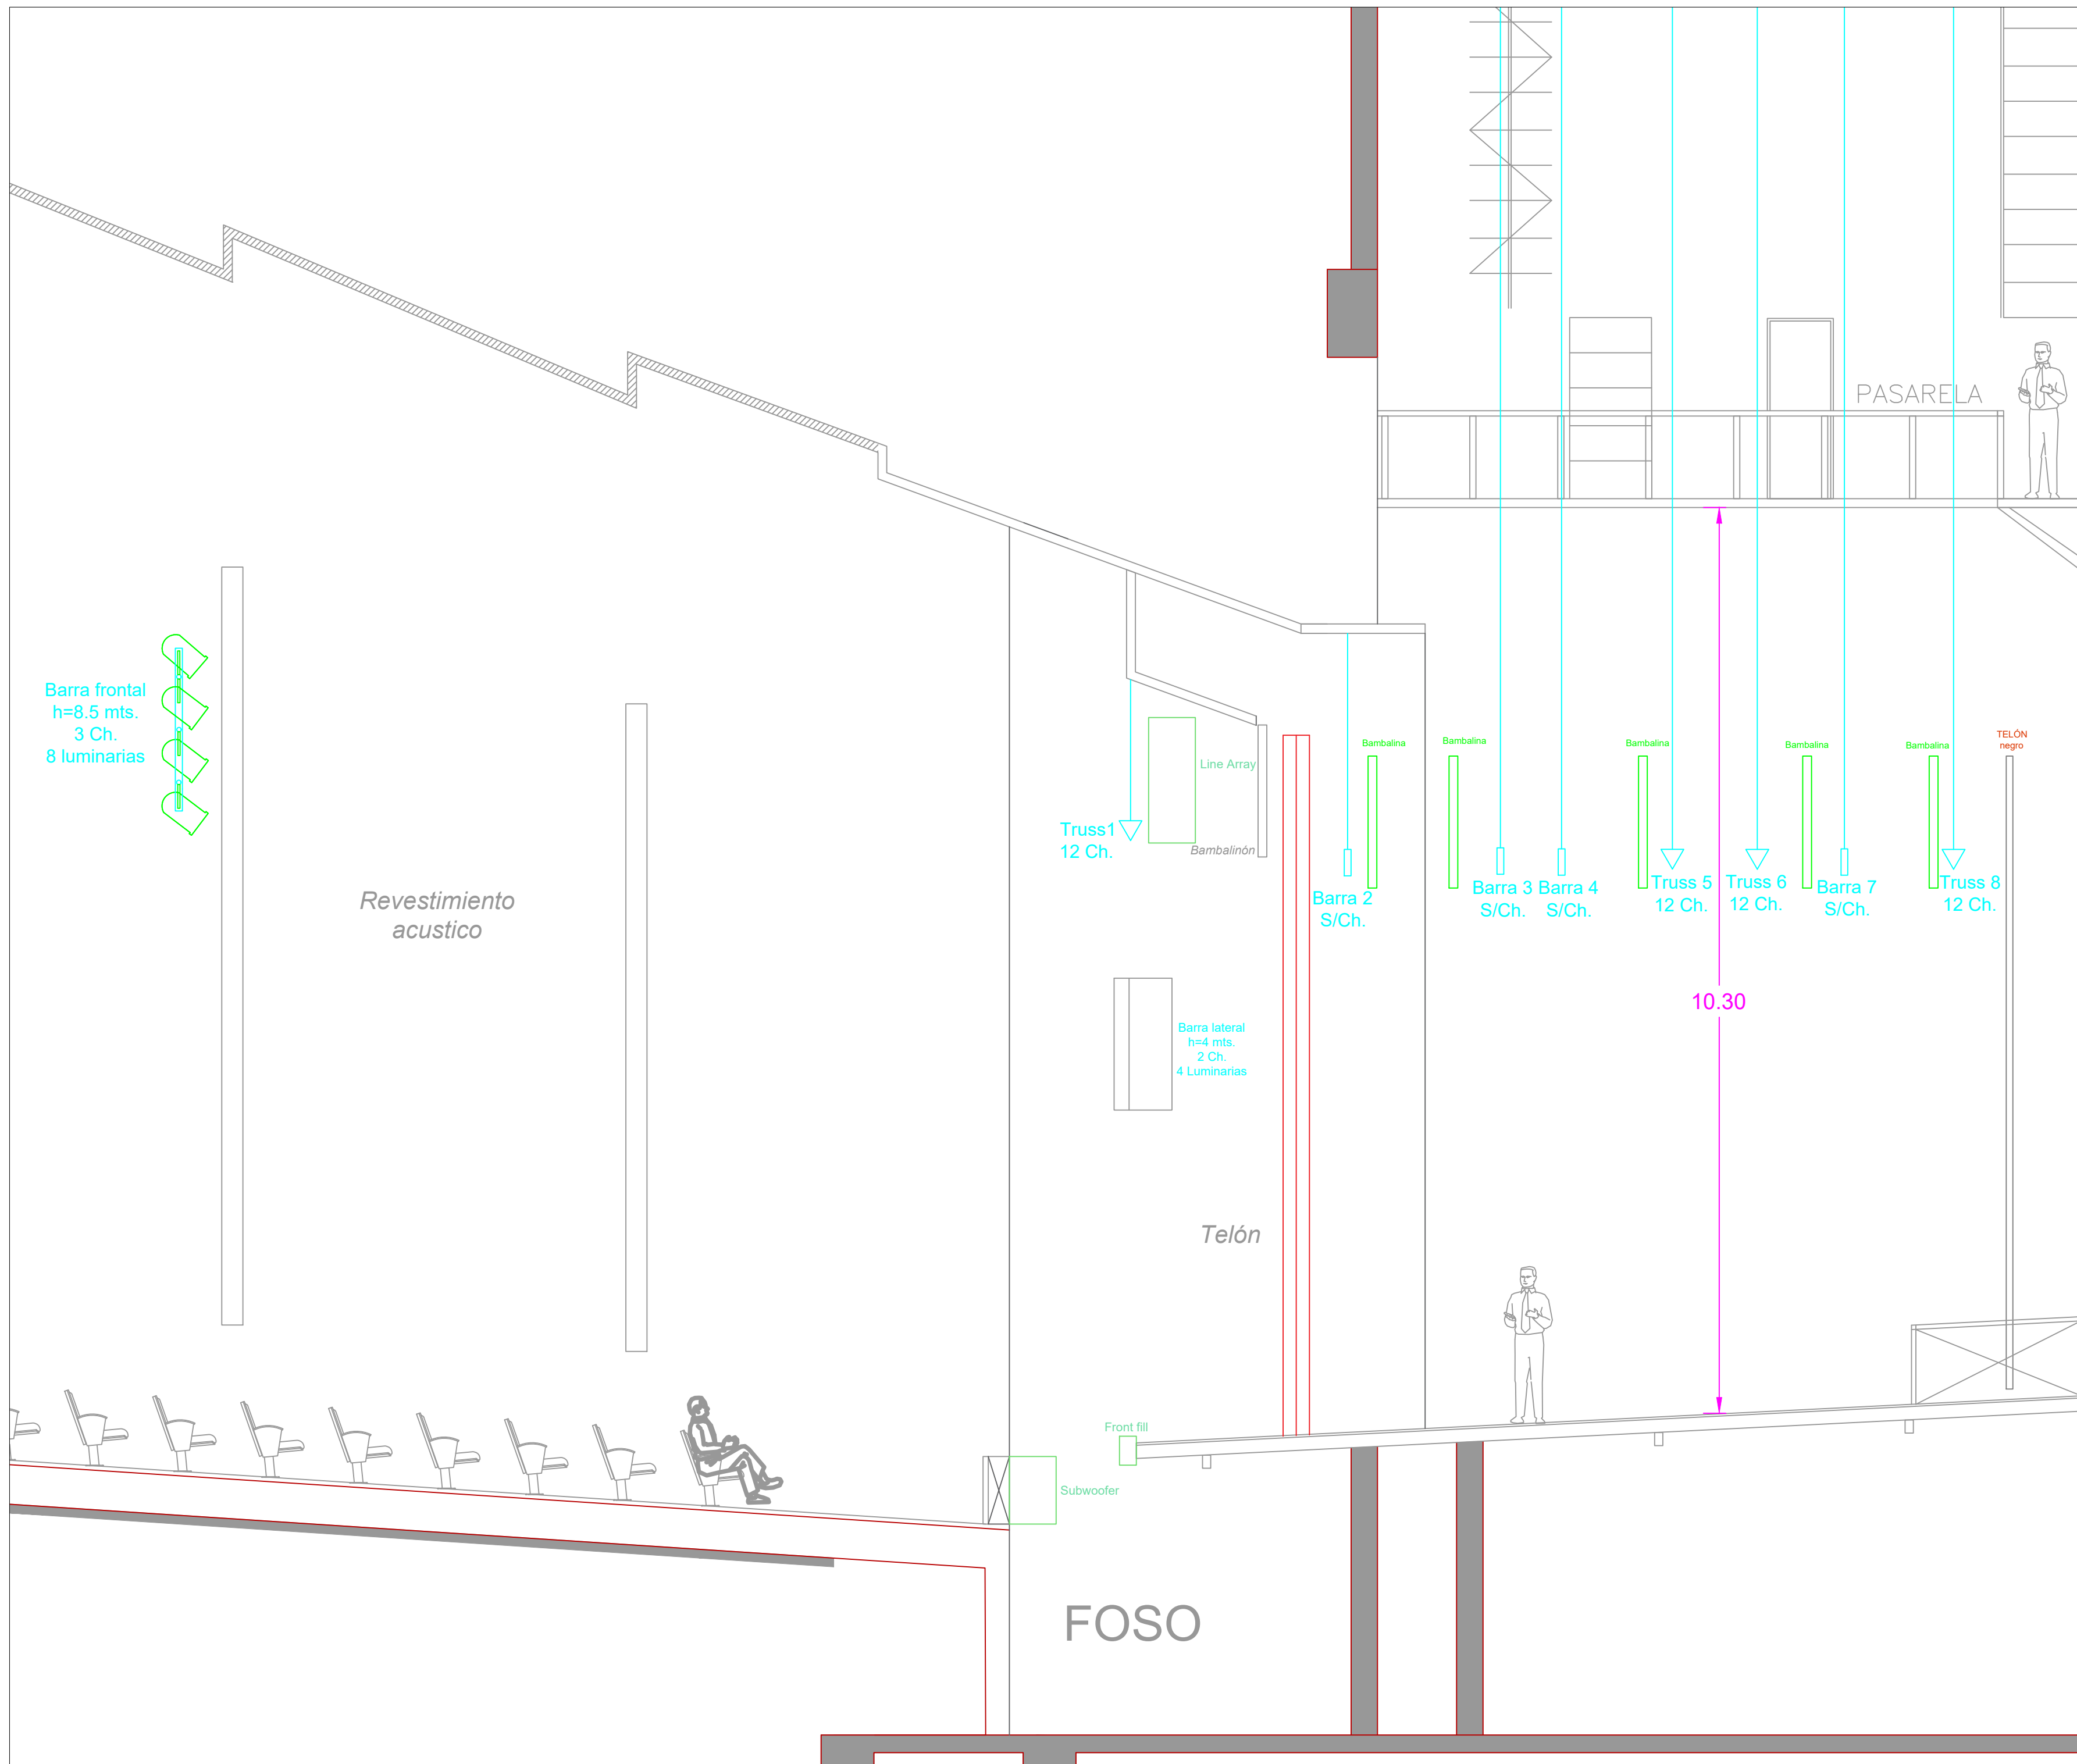 PASARELA
Barra frontal
h=8.5 mts.
3 Ch.
8 luminarias
Revestimiento
acustico
Line Array
Truss1
12 Ch.
Bambalinón
Bambalina
Bambalina
Bambalina
Bambalina
Bambalina
TELÓN
negro
Barra 2
S/Ch.
Barra 3
S/Ch.
Barra 4
S/Ch.
Truss 5
12 Ch.
Truss 6
12 Ch.
Barra 7
S/Ch.
Truss 8
12 Ch.
10.30
Barra lateral
h=4 mts.
2 Ch.
4 Luminarias
Telón
Front fill
Subwoofer
FOSO